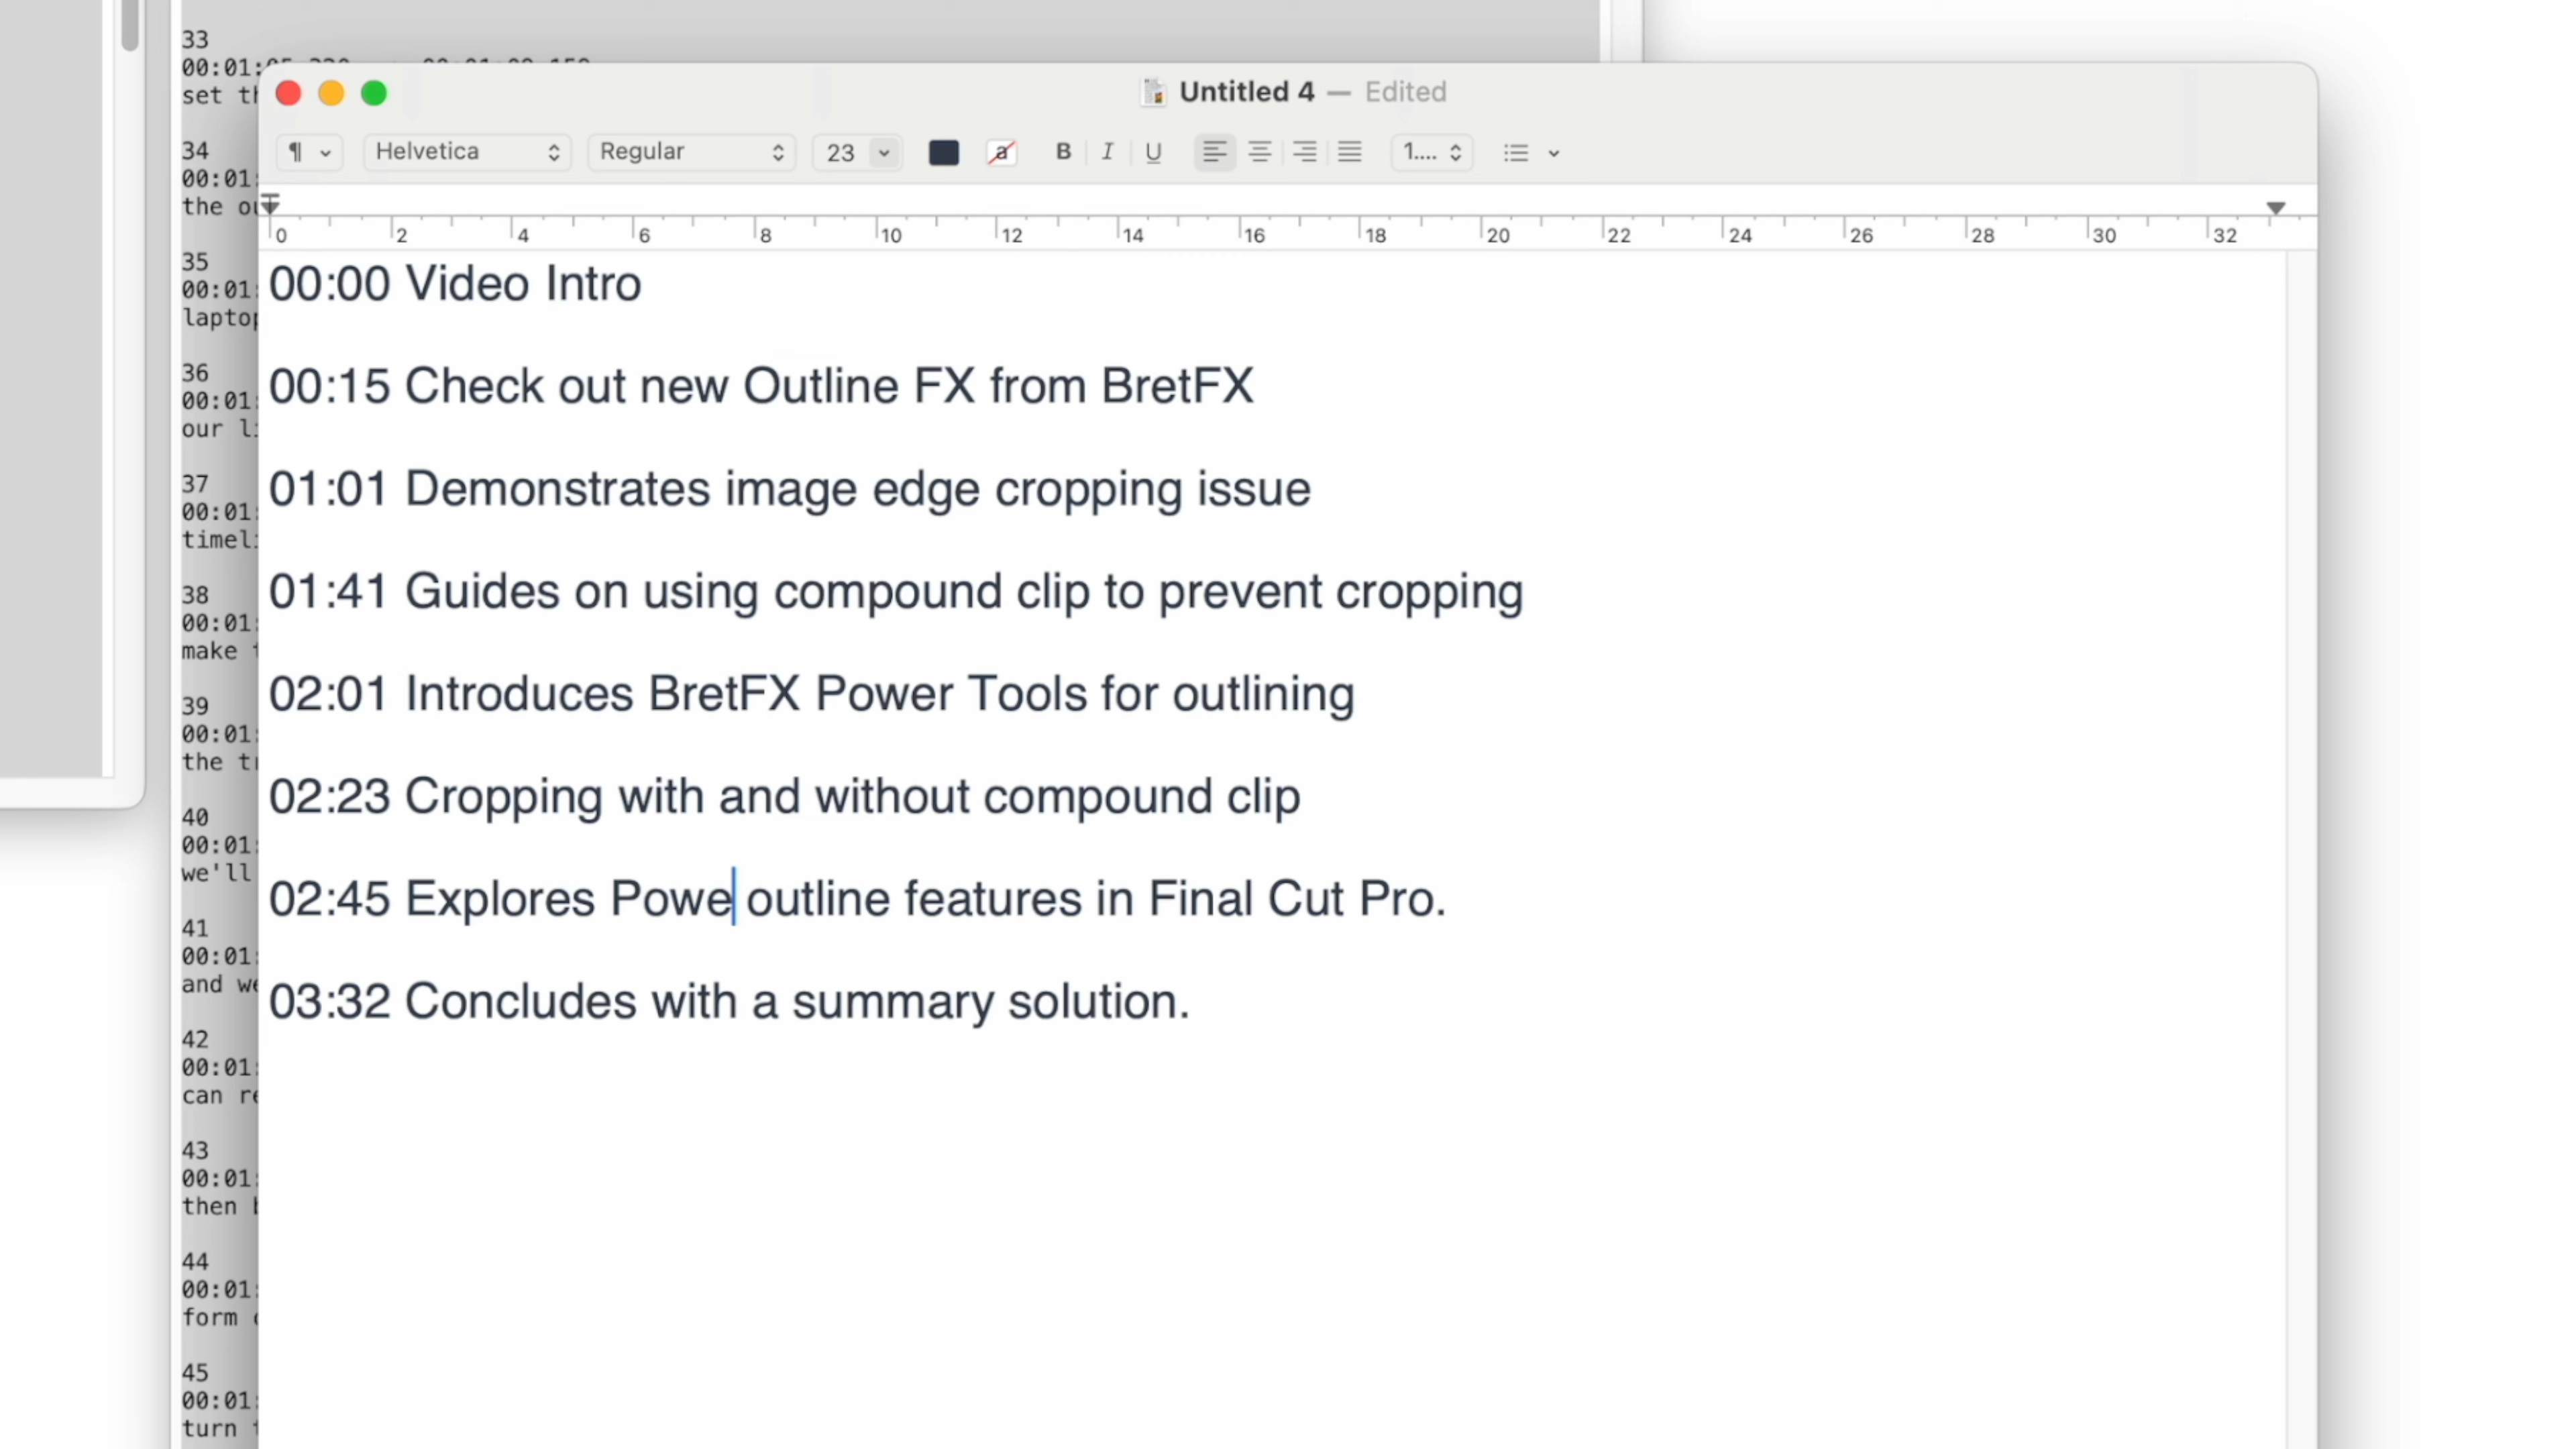 33
00:01:
set th
Untitled 4 — Edited
¶ Helvetica Regular 23 a B I U 1....
34
00:01:
the ou
0 2 4 6 8 10 12 14 16 18 20 22 24 26 28 30 32
35
00:01:
laptop
36
00:01:
our li
37
00:01:
timeli
38
00:01:
make
39
00:01:
the tr
40
00:01:
we'll
41
00:01:
and we
42
00:01:
can re
43
00:01:
then
44
00:01:
form
45
00:01:
turn
00:00 Video Intro
00:15 Check out new Outline FX from BretFX
01:01 Demonstrates image edge cropping issue
01:41 Guides on using compound clip to prevent cropping
02:01 Introduces BretFX Power Tools for outlining
02:23 Cropping with and without compound clip
02:45 Explores Powe outline features in Final Cut Pro.
03:32 Concludes with a summary solution.